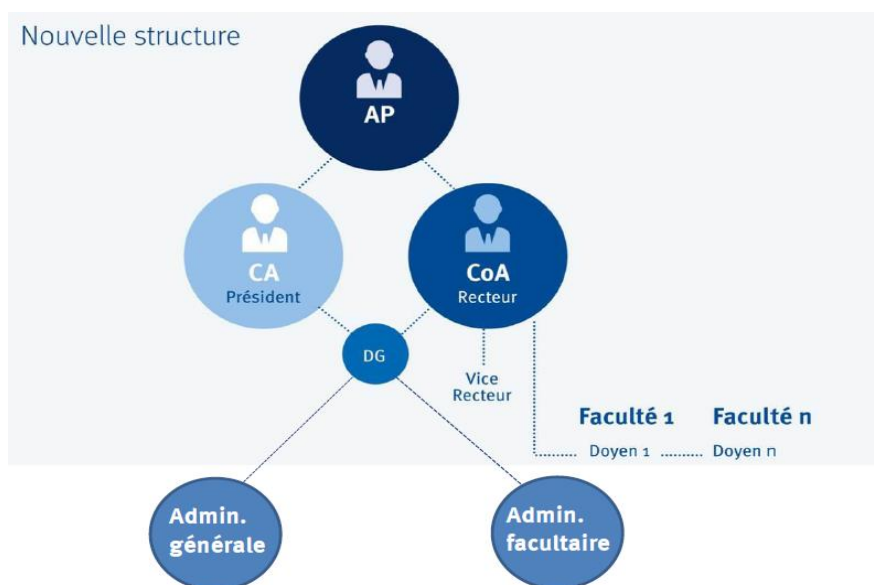 Nouvelle structure
AP
CA
Président
CoA
Recteur
DG
Vice
Recteur
Faculté 1 Faculté n
.......... Doyen 1 .......... Doyen n
Admin.
générale
Admin.
facultaire